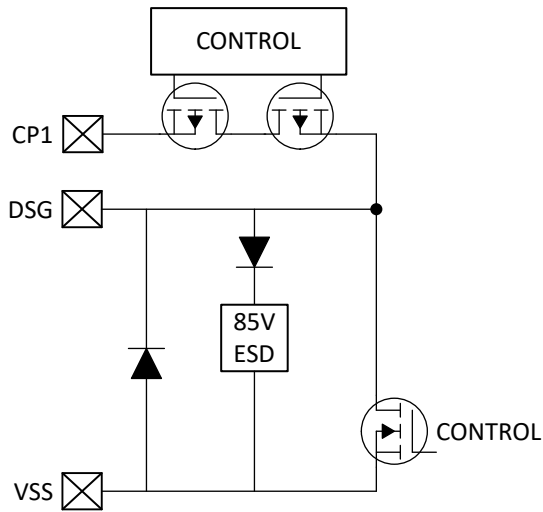 CONTROL
CP1
DSG
85V
ESD
CONTROL
VSS